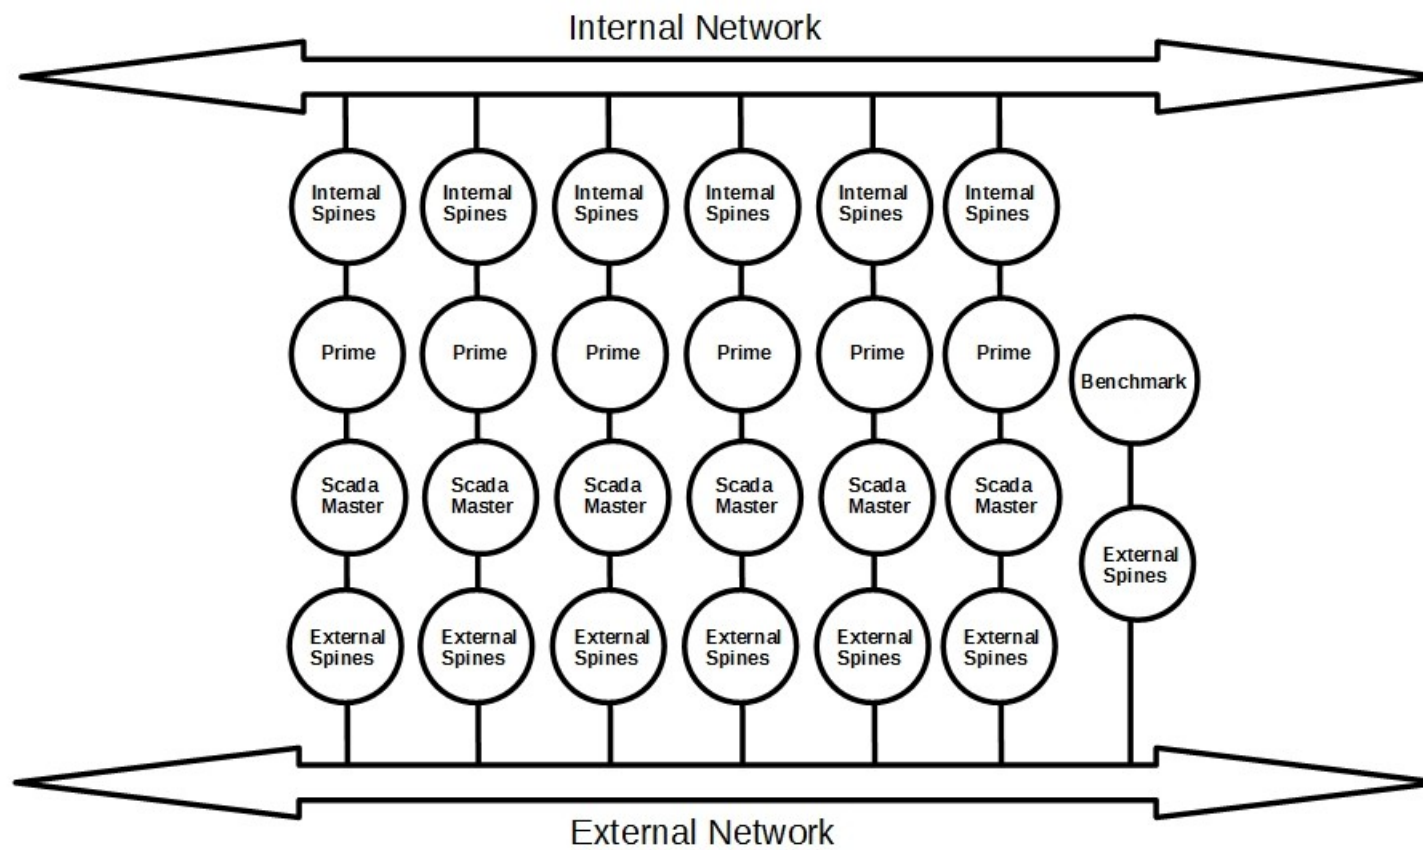 Internal Network
Internal Internal Internal Internal Internal Internal
Spines Spines Spines Spines Spines Spines
Prime Prime Prime Prime Prime Prime
Benchmark
Scada Scada Scada Scada Scada Scada
Master Master Master Master Master Master
External
Spines
External External External External External External
Spines Spines Spines Spines Spines Spines
External Network